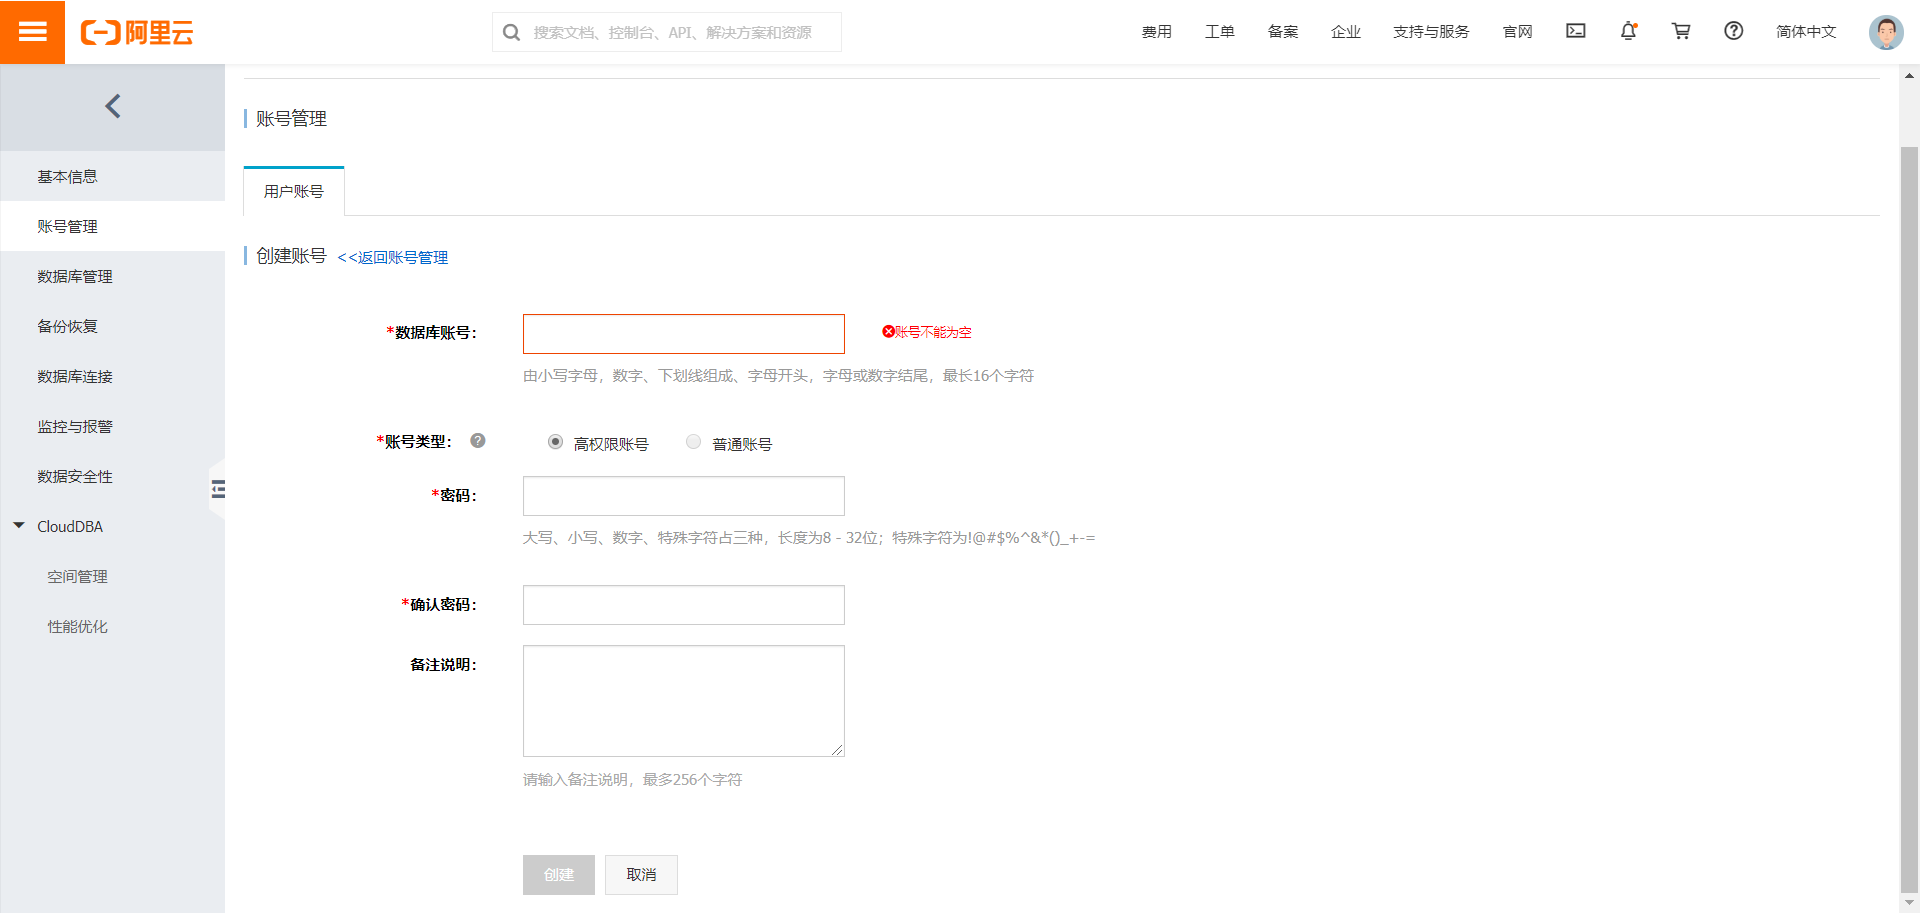 阿里云
搜索文档、控制台、API、解决方案和资源
费用 工单 备案 企业 支持与服务 官网 简体中文
基本信息
账号管理
数据库管理
备份恢复
数据库连接
监控与报警
数据安全性
CloudDBA
空间管理
性能优化
账号管理
用户账号
创建账号 <<返回账号管理
*数据库账号：
账号不能为空
由小写字母，数字、下划线组成、字母开头，字母或数字结尾，最长16个字符
*账号类型： ? 高权限账号 普通账号
*密码：
大写、小写、数字、特殊字符占三种，长度为8 - 32位；特殊字符为!@#$%^&*()_+-=
*确认密码：
备注说明：
请输入备注说明，最多256个字符
创建 取消